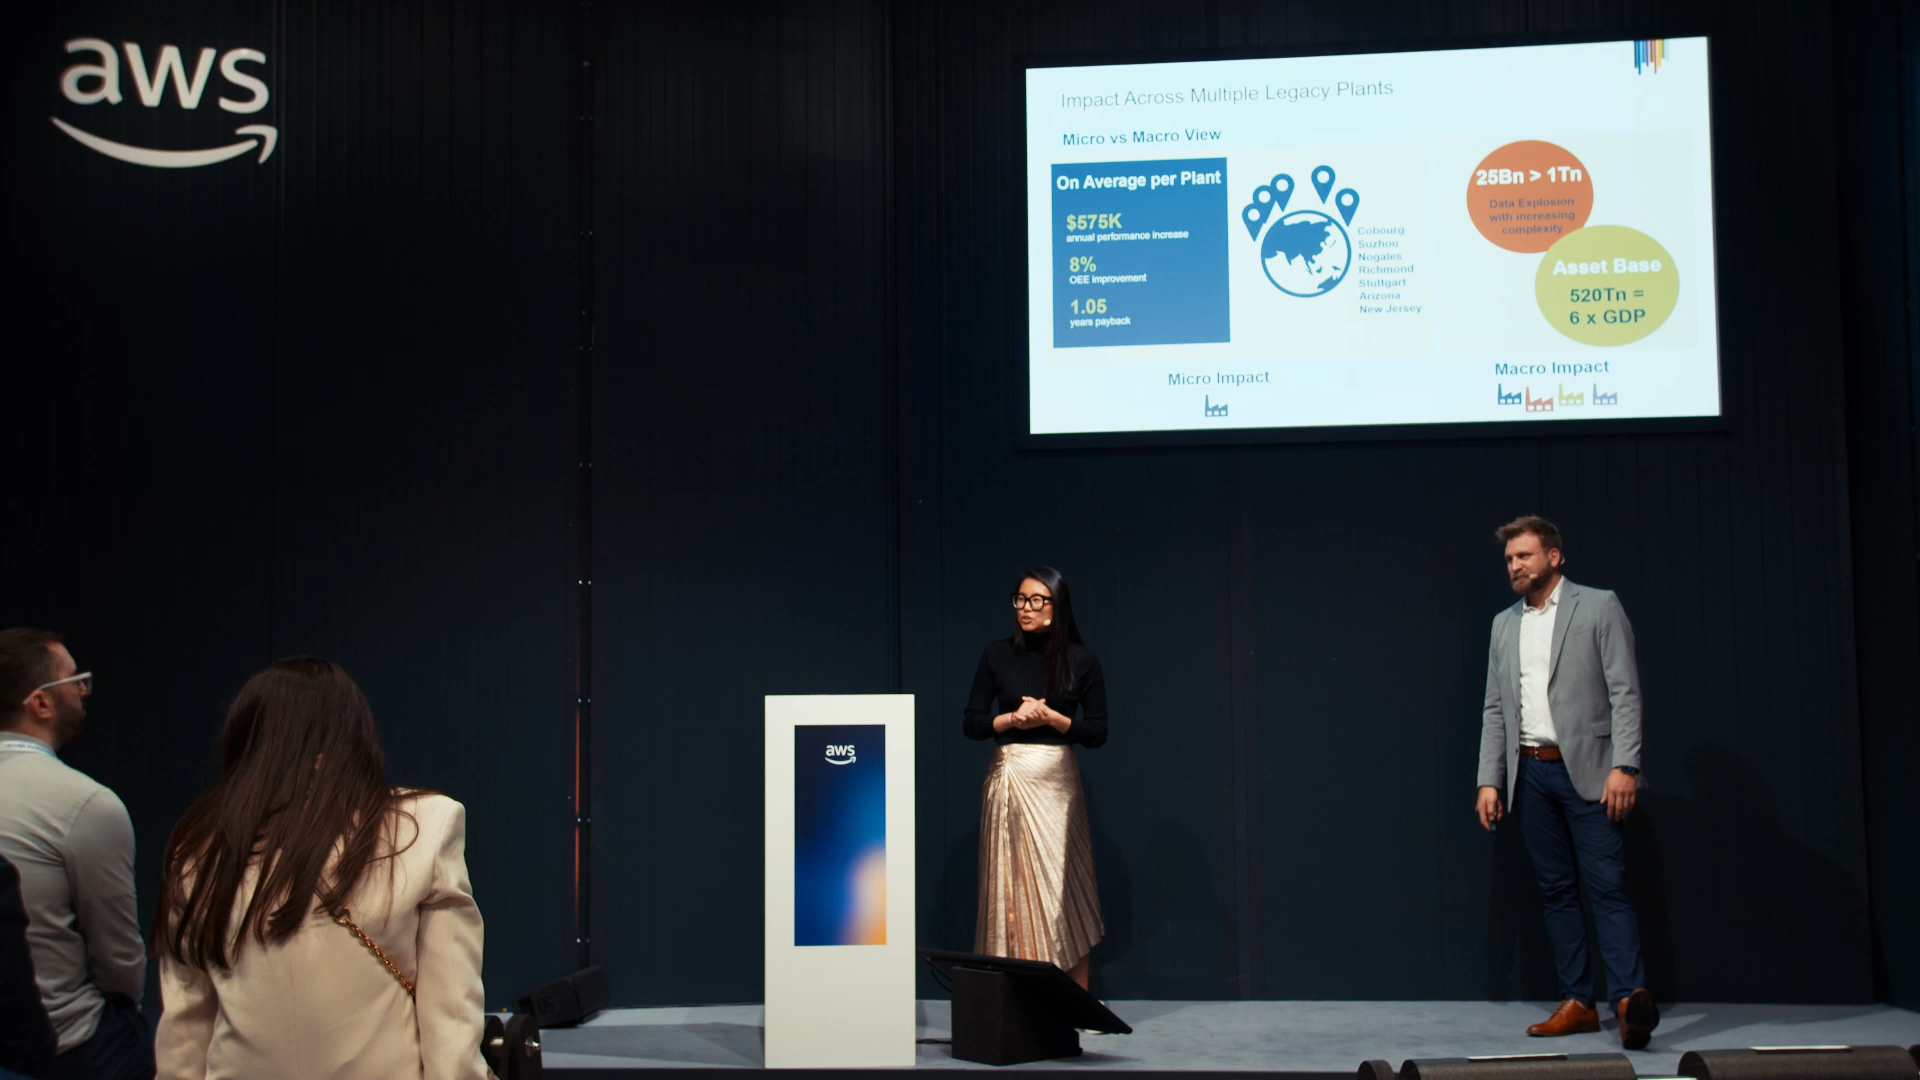 aws
Impact Across Multiple Legacy Plants
Micro vs Macro View
On Average per Plant
$575K
annual performance increase
8%
OEE improvement
1.05
years payback
Cobourg
Suzhou
Nogales
Richmond
Stuttgart
Arizona
New Jersey
Micro Impact
25Bn > 1Tn
Data Explosion
with increasing
complexity
Asset Base
520Tn =
6 x GDP
Macro Impact
aws